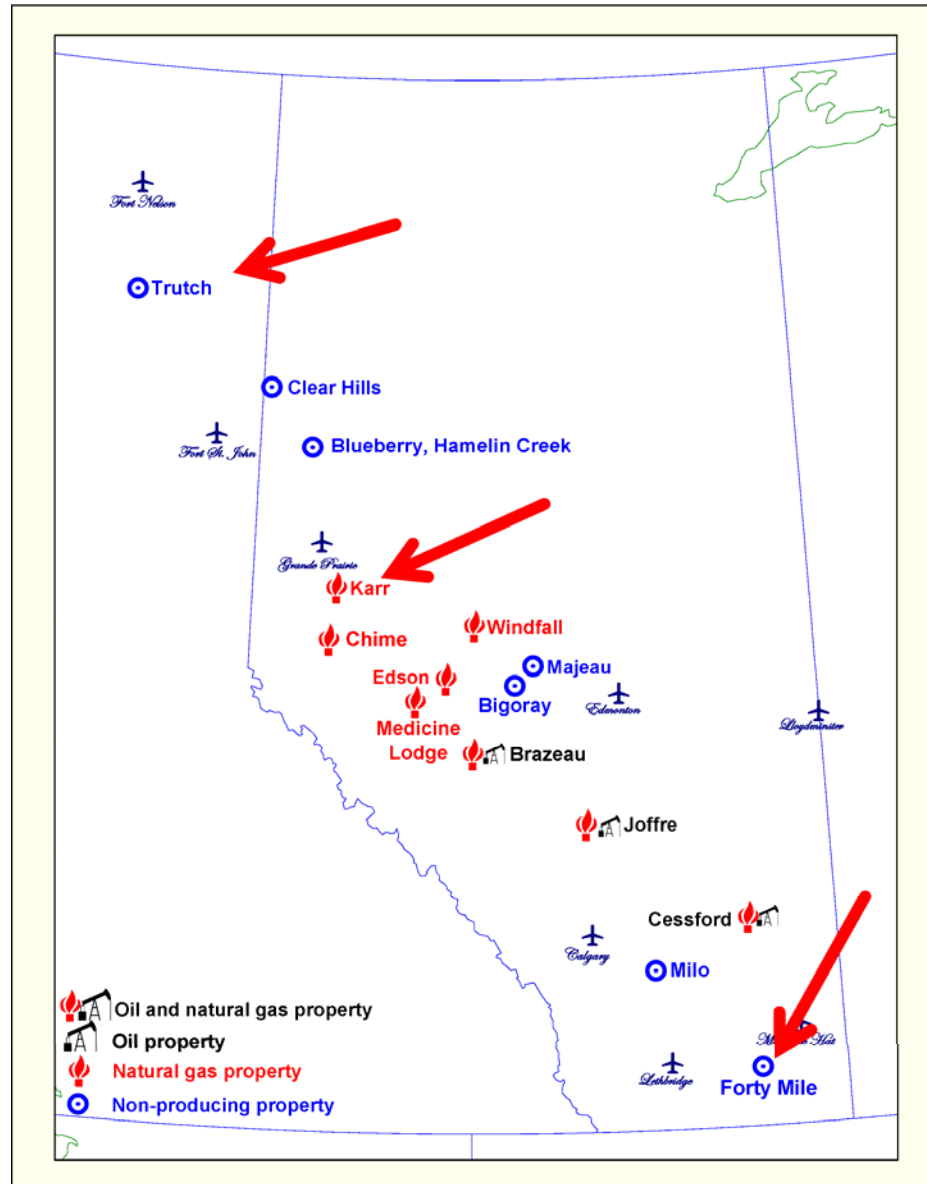 Fort Nelson
Trutch
Clear Hills
Fort St. John
Blueberry, Hamelin Creek
Grande Prairie
Karr
Chime
Windfall
Edson
Majeau
Bigoray
Edmonton
Medicine
Lodge
Lloydminster
Brazeau
Joffre
Cessford
Calgary
Milo
Oil and natural gas property
Oil property
Hat
Natural gas property
Lethbridge
Forty Mile
Non-producing property